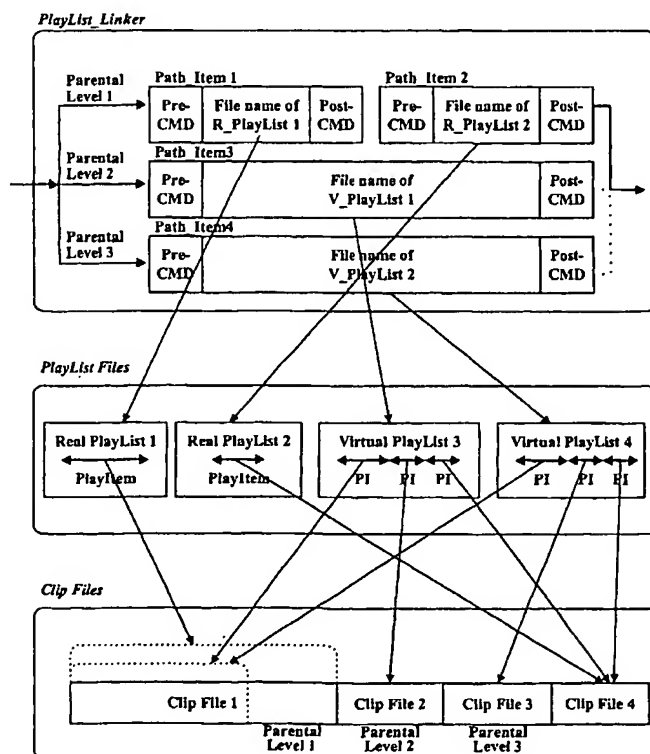 PlayList_Linker
Parental
Level 1
Path_Item 1
Pre-
CMD
File name of
R_PlayList 1
Post-
CMD
Path_Item 2
Pre-
CMD
File name of
R_PlayList 2
Post-
CMD
Parental
Level 2
Path_Item3
Pre-
CMD
File name of
V_PlayList 1
Post-
CMD
Parental
Level 3
Path_Item4
Pre-
CMD
File name of
V_PlayList 2
Post-
CMD
PlayList Files
Real PlayList 1
PlayItem
Real PlayList 2
PlayItem
Virtual PlayList 3
PI
PI
PI
Virtual PlayList 4
PI
PI
PI
Clip Files
Clip File 1
Clip File 2
Clip File 3
Clip File 4
Parental
Level 1
Parental
Level 2
Parental
Level 3